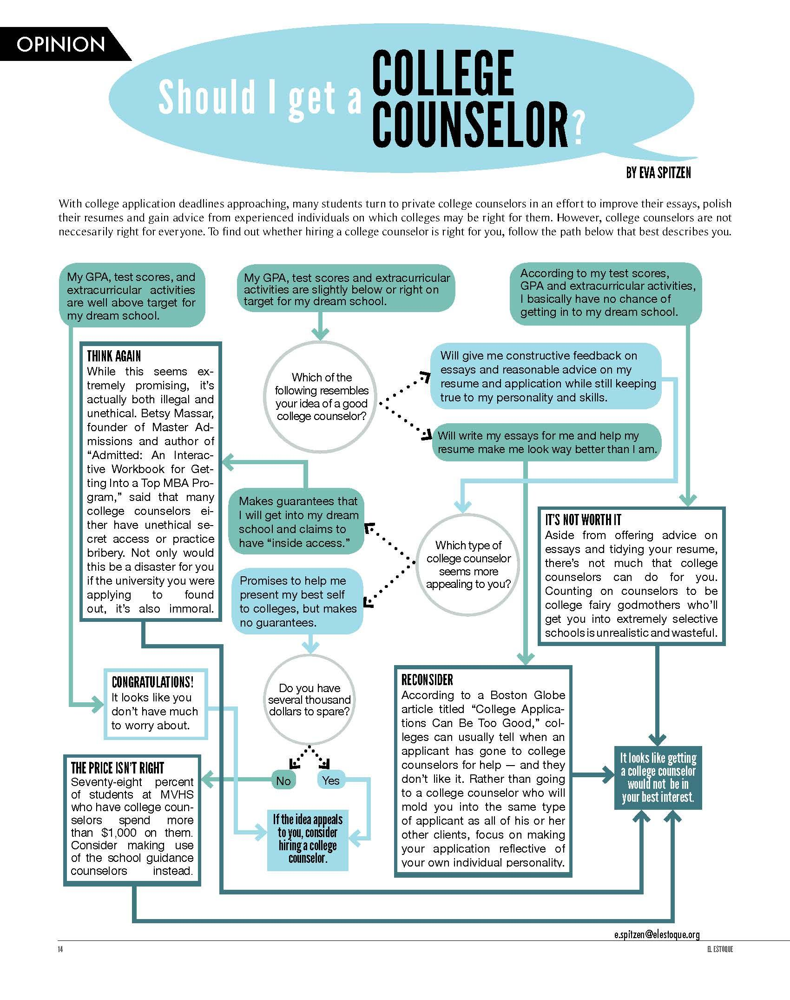 OPINION
Should I get a COLLEGE
COUNSELOR?
BY EVA SPITZEN
With college application deadlines approaching, many students turn to private college counselors in an effort to improve their essays, polish
their resumes and gain advice from experienced individuals on which colleges may be right for them. However, college counselors are not
neccesarily right for everyone. To find out whether hiring a college counselor is right for you, follow the path below that best describes you.
My GPA, test scores, and
extracurricular activities
are well above target for
my dream school.
My GPA, test scores and extracurricular
activities are slightly below or right on
target for my dream school.
According to my test scores,
GPA and extracurricular activities,
I basically have no chance of
getting in to my dream school.
THINK AGAIN
While this seems ex-
tremely promising, it's
actually both illegal and
unethical. Betsy Massar,
founder of Master Ad-
missions and author of
“Admitted: An Interac-
tive Workbook for Get-
ting Into a Top MBA Pro-
gram,” said that many
college counselors ei-
ther have unethical se-
cret access or practice
bribery. Not only would
this be a disaster for you
if the university you were
applying to found
out, it's also immoral.
Which of the
following resembles
your idea of a good
college counselor?
Will give me constructive feedback on
essays and reasonable advice on my
resume and application while still keeping
true to my personality and skills.
Will write my essays for me and help my
resume make me look way better than I am.
Makes guarantees that
I will get into my dream
school and claims to
have “inside access.”
Which type of
college counselor
seems more
appealing to you?
IT'S NOT WORTH IT
Aside from offering advice on
essays and tidying your resume,
there's not much that college
counselors can do for you.
Counting on counselors to be
college fairy godmothers who'll
get you into extremely selective
schools is unrealistic and wasteful.
Promises to help me
present my best self
to colleges, but makes
no guarantees.
CONGRATULATIONS!
It looks like you
don't have much
to worry about.
Do you have
several thousand
dollars to spare?
RECONSIDER
According to a Boston Globe
article titled “College Applica-
tions Can Be Too Good,” col-
leges can usually tell when an
applicant has gone to college
counselors for help — and they
don't like it. Rather than going
to a college counselor who will
mold you into the same type
of applicant as all of his or her
other clients, focus on making
your application reflective of
your own individual personality.
THE PRICE ISN'T RIGHT
Seventy-eight percent
of students at MVHS
who have college coun-
selors spend more
than $1,000 on them.
Consider making use
of the school guidance
counselors instead.
No
Yes
If the idea appeals
to you, consider
hiring a college
counselor.
It looks like getting
a college counselor
would not be in
your best interest.
e.spitzen@elestoque.org
14
EL ESTOQUE